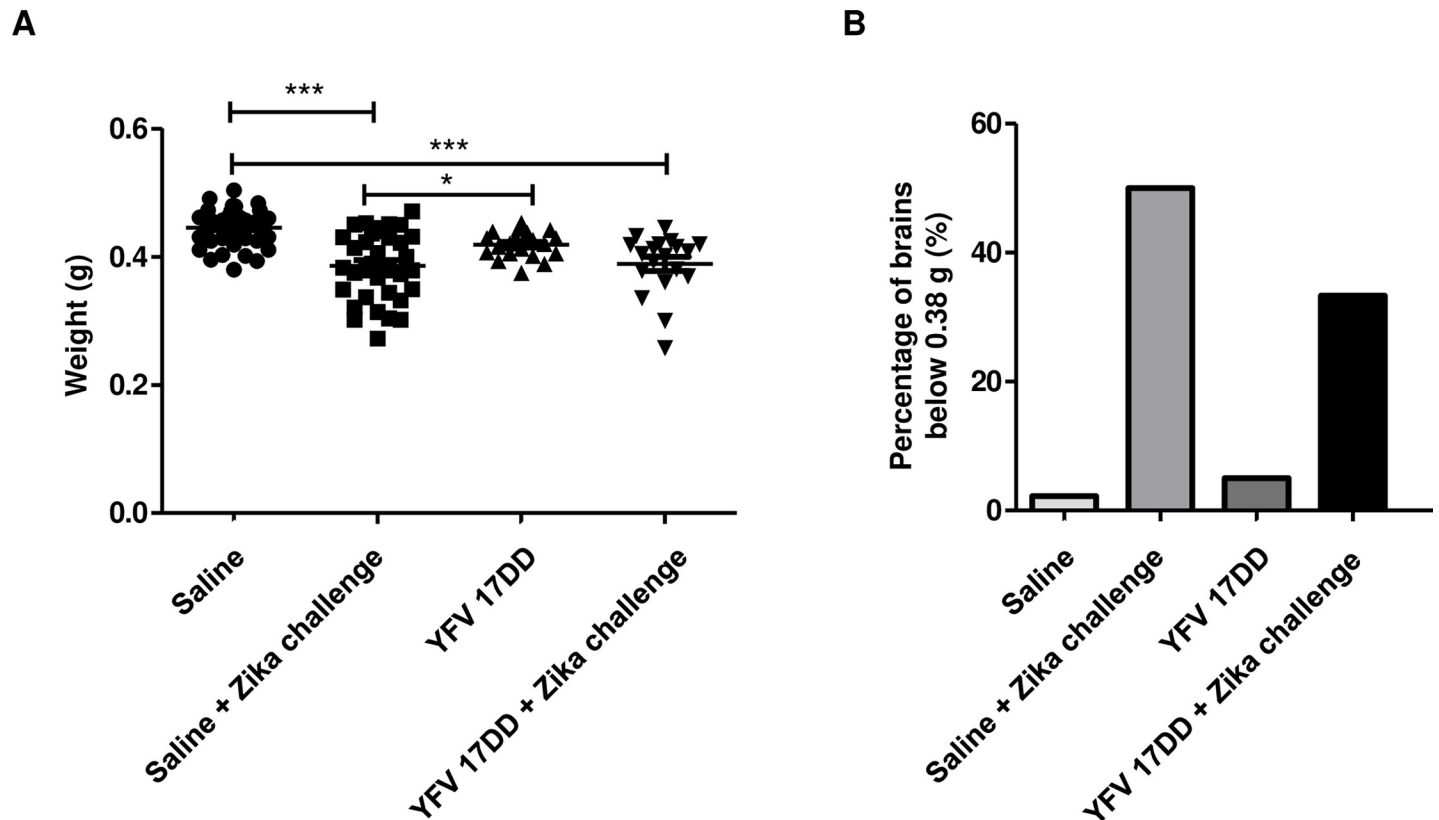 A
B
***
***
*
0.6
0.4
0.2
0.0
Weight (g)
Saline
Saline + Zika challenge
YFV 17DD
YFV 17DD + Zika challenge
60
40
20
0
Percentage of brains
below 0.38 g (%)
Saline
Saline + Zika challenge
YFV 17DD
YFV 17DD + Zika challenge